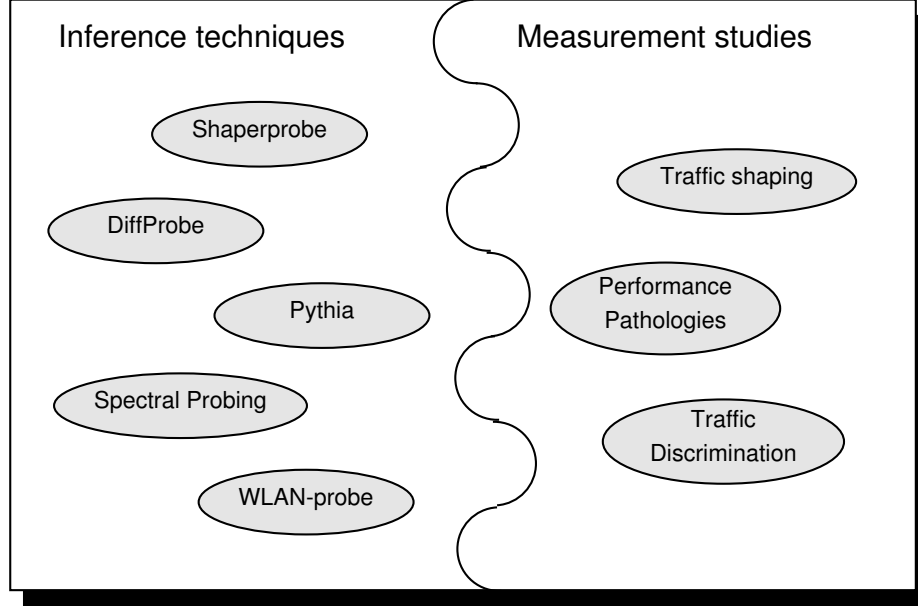 Inference techniques
Shaperprobe
DiffProbe
Pythia
Spectral Probing
WLAN-probe
Measurement studies
Traffic shaping
Performance
Pathologies
Traffic
Discrimination